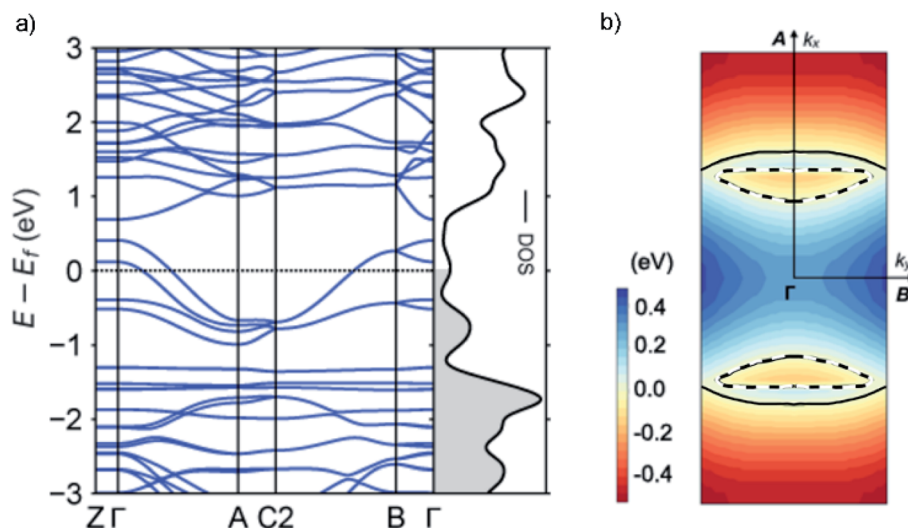 a)
E − E_f (eV)
3
2
1
0
−1
−2
−3
Z Γ A C2 B Γ
DOS
b)
A k_x
k_y
Γ B
(eV)
0.4
0.2
0.0
-0.2
-0.4